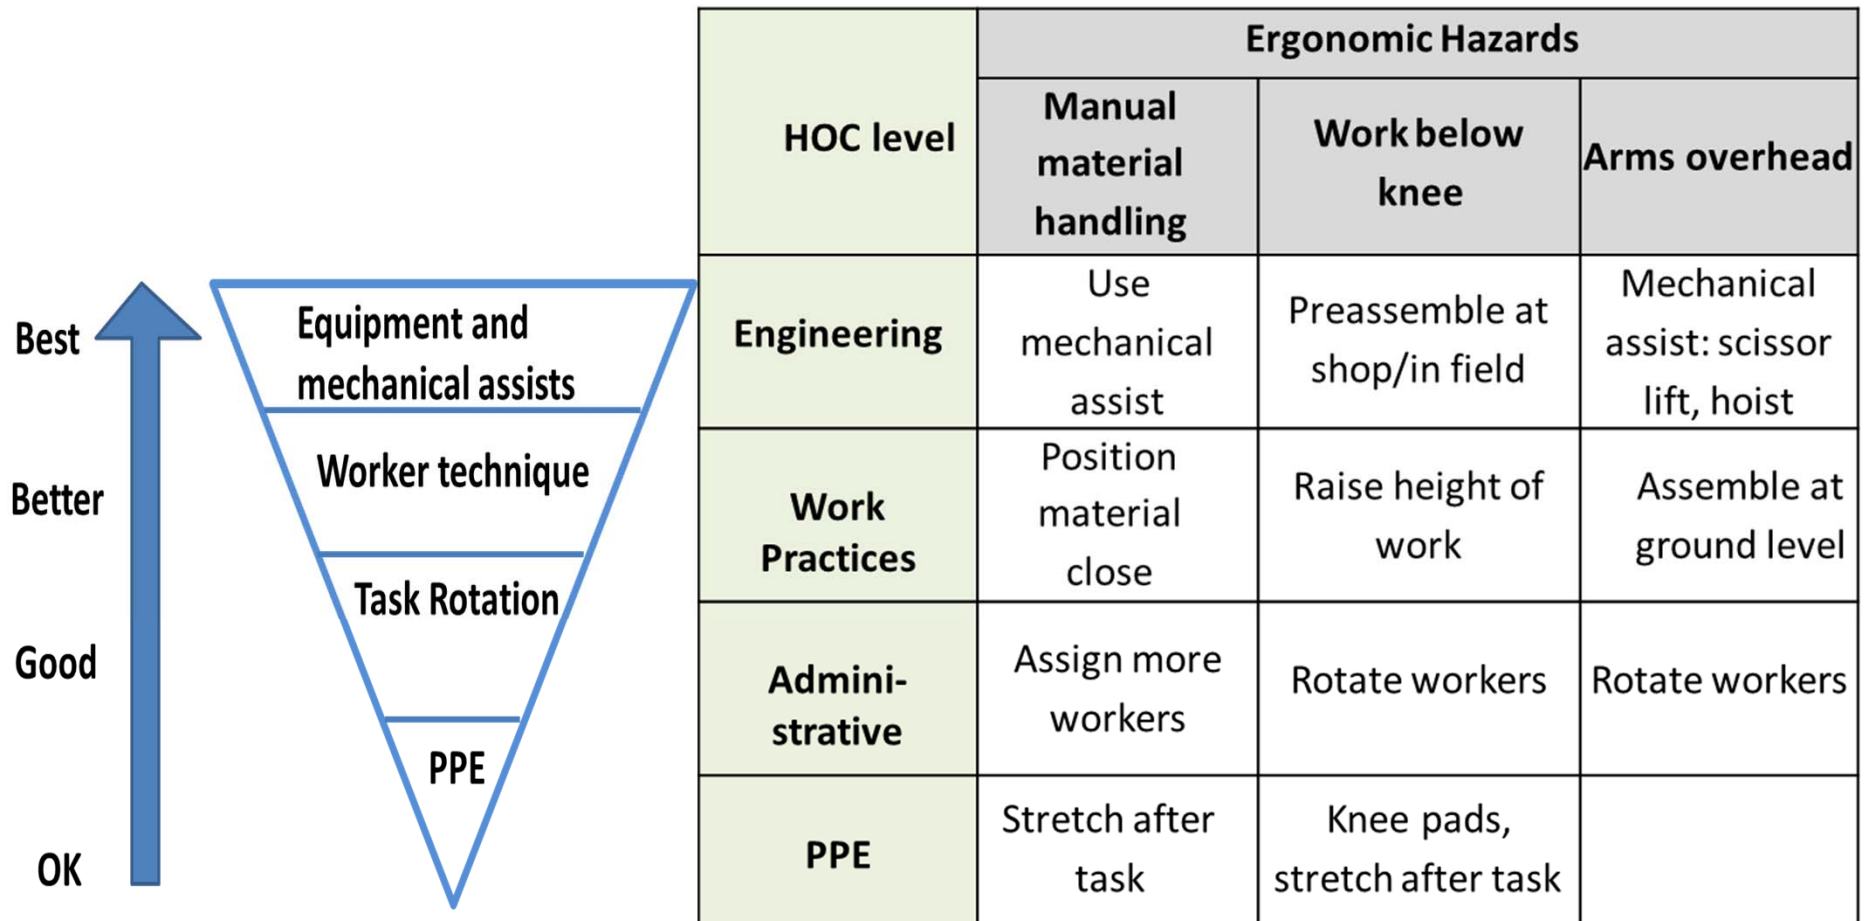 Best
Better
Good
OK
Equipment and
mechanical assists
Worker technique
Task Rotation
PPE
HOC level
Ergonomic Hazards
Manual
material
handling
Work below
knee
Arms overhead
Engineering
Use
mechanical
assist
Preassemble at
shop/in field
Mechanical
assist: scissor
lift, hoist
Work
Practices
Position
material
close
Raise height of
work
Assemble at
ground level
Admini-
strative
Assign more
workers
Rotate workers
Rotate workers
PPE
Stretch after
task
Knee pads,
stretch after task